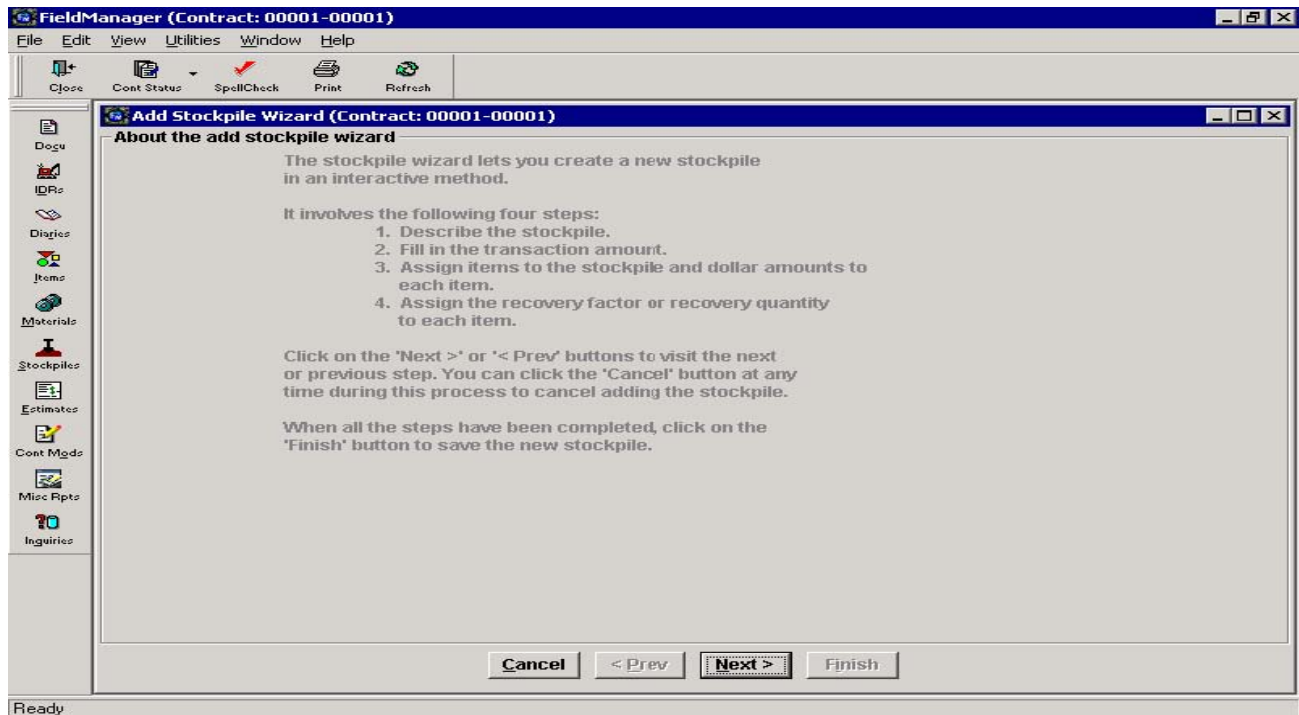 FieldManager (Contract: 00001-00001)
File Edit View Utilities Window Help
Close Cont Status SpellCheck Print Refresh
Add Stockpile Wizard (Contract: 00001-00001)
About the add stockpile wizard
Docu
IDRs
Diaries
Items
Materials
Stockpiles
Estimates
Cont Mods
Misc Rpts
Inquiries
The stockpile wizard lets you create a new stockpile
in an interactive method.
It involves the following four steps:
1. Describe the stockpile.
2. Fill in the transaction amount.
3. Assign items to the stockpile and dollar amounts to
each item.
4. Assign the recovery factor or recovery quantity
to each item.
Click on the 'Next >' or '< Prev' buttons to visit the next
or previous step. You can click the 'Cancel' button at any
time during this process to cancel adding the stockpile.
When all the steps have been completed, click on the
'Finish' button to save the new stockpile.
Cancel < Prev Next > Finish
Ready